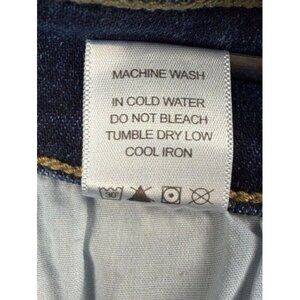 MACHINE WASH
IN COLD WATER
DO NOT BLEACH
TUMBLE DRY LOW
COOL IRON